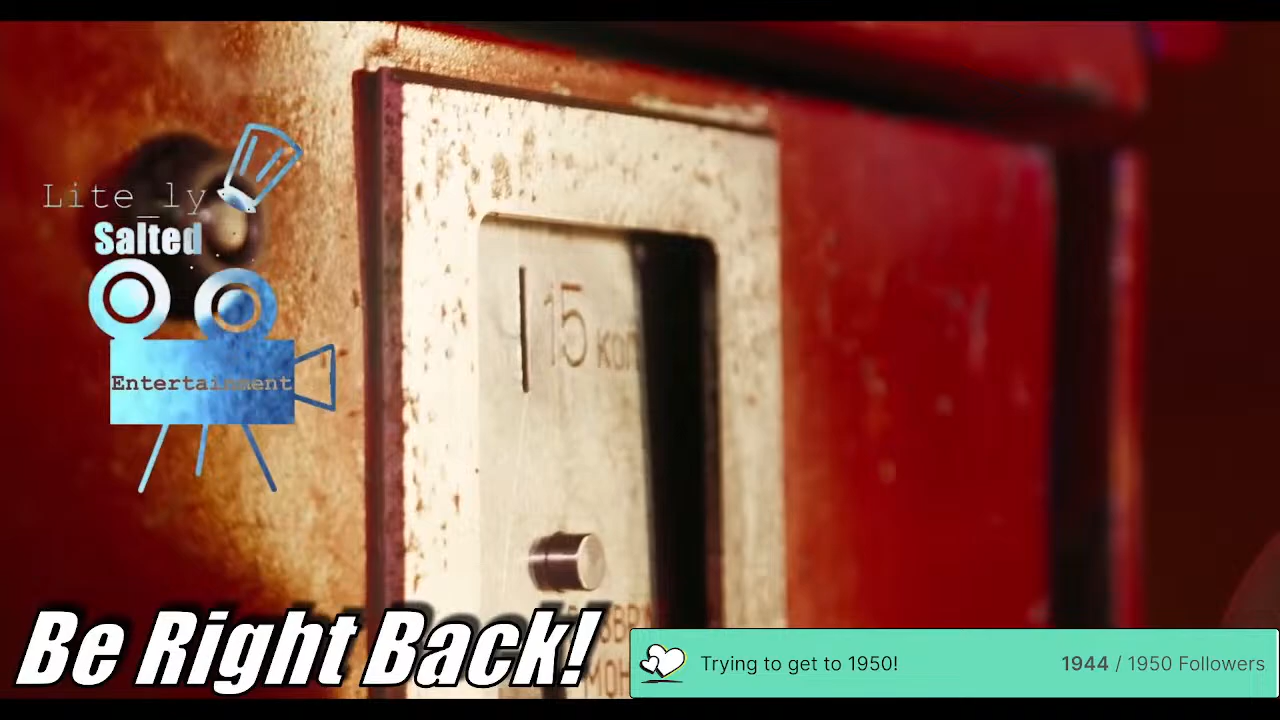 Lite_ly
Salted
Entertainment
15 коп
Be Right Back!
Trying to get to 1950!
1944 / 1950 Followers